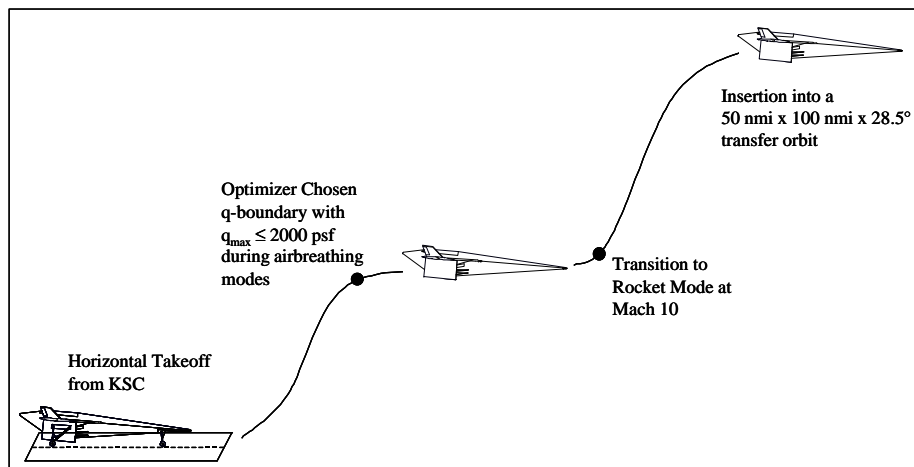 Insertion into a
50 nmi x 100 nmi x 28.5°
transfer orbit
Optimizer Chosen
q-boundary with
qmax ≤ 2000 psf
during airbreathing
modes
Transition to
Rocket Mode at
Mach 10
Horizontal Takeoff
from KSC